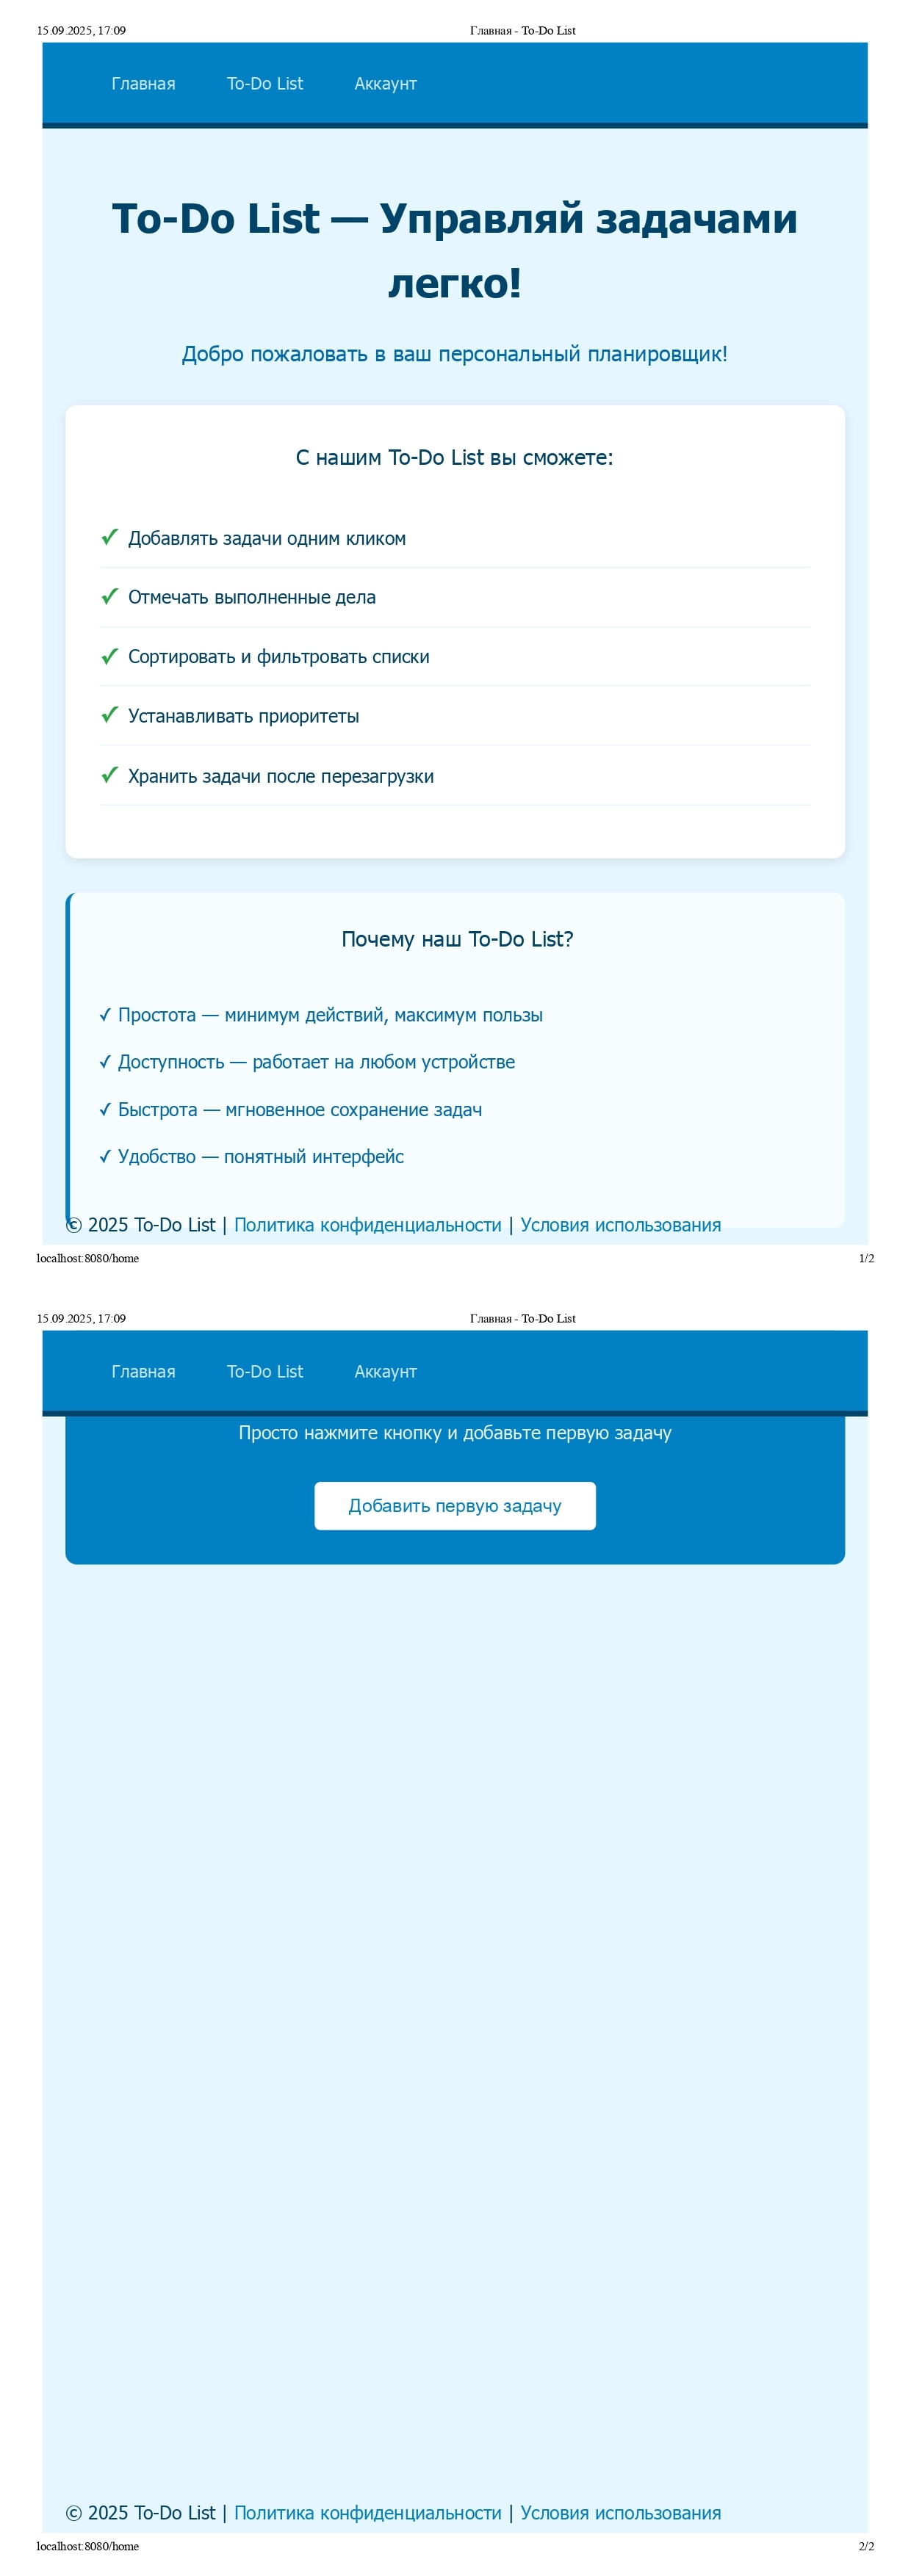 15.09.2025, 17:09 Главная - To-Do List
Главная To-Do List Аккаунт
To-Do List — Управляй задачами
легко!
Добро пожаловать в ваш персональный планировщик!
С нашим To-Do List вы сможете:
✓ Добавлять задачи одним кликом
✓ Отмечать выполненные дела
✓ Сортировать и фильтровать списки
✓ Устанавливать приоритеты
✓ Хранить задачи после перезагрузки
Почему наш To-Do List?
✓ Простота — минимум действий, максимум пользы
✓ Доступность — работает на любом устройстве
✓ Быстрота — мгновенное сохранение задач
✓ Удобство — понятный интерфейс
© 2025 To-Do List | Политика конфиденциальности | Условия использования
localhost:8080/home 1/2
15.09.2025, 17:09 Главная - To-Do List
Главная To-Do List Аккаунт
Просто нажмите кнопку и добавьте первую задачу
Добавить первую задачу
© 2025 To-Do List | Политика конфиденциальности | Условия использования
localhost:8080/home 2/2